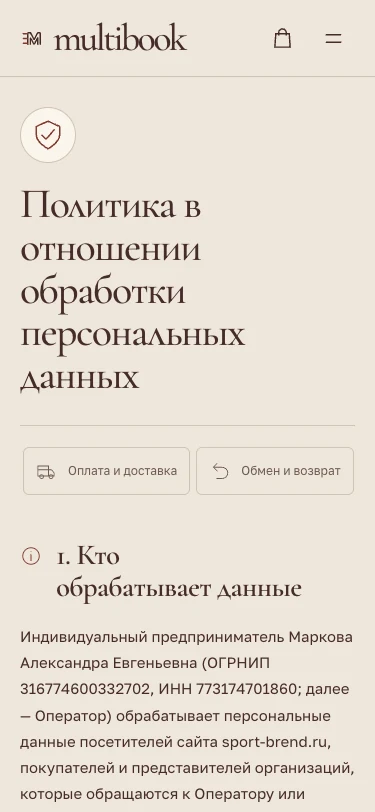 multibook
Политика в
отношении
обработки
персональных
данных
Оплата и доставка
Обмен и возврат
1. Кто
обрабатывает данные
Индивидуальный предприниматель Маркова
Александра Евгеньевна (ОГРНИП
316774600332702, ИНН 773174701860; далее
— Оператор) обрабатывает персональные
данные посетителей сайта sport-brend.ru,
покупателей и представителей организаций,
которые обращаются к Оператору или